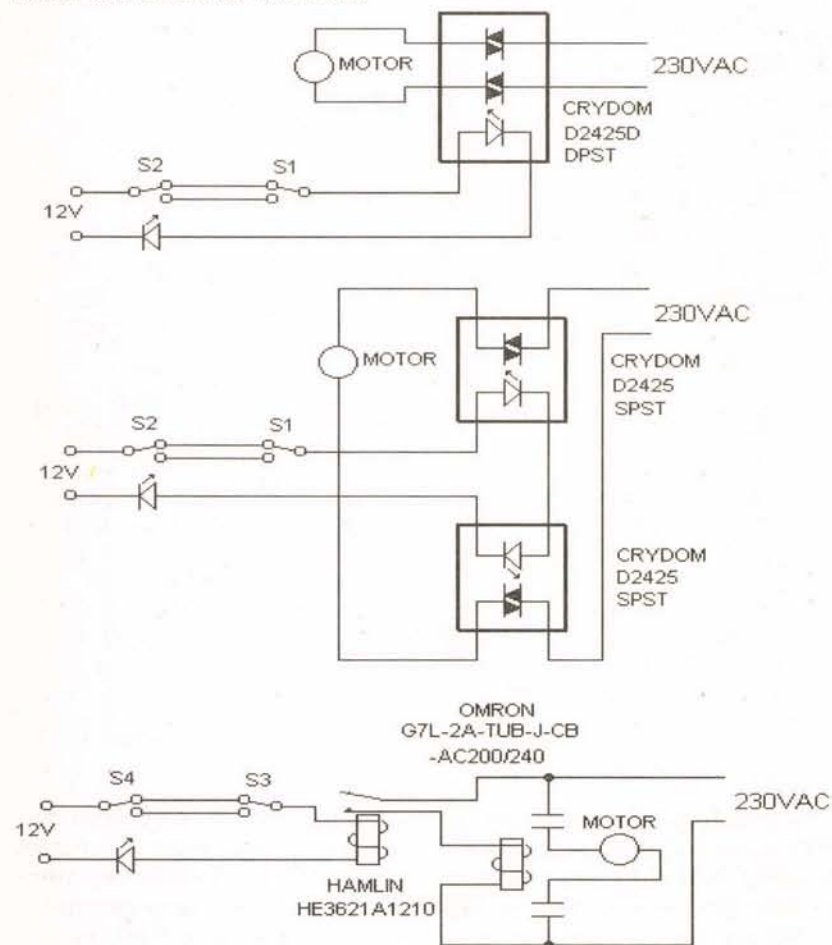 MOTOR
230VAC
CRYDOM
D2425D
DPST
S2
S1
12V
230VAC
MOTOR
CRYDOM
D2425
SPST
S2
S1
12V
CRYDOM
D2425
SPST
OMRON
G7L-2A-TUB-J-CB
-AC200/240
S4
S3
230VAC
MOTOR
12V
HAMLIN
HE3621A1210